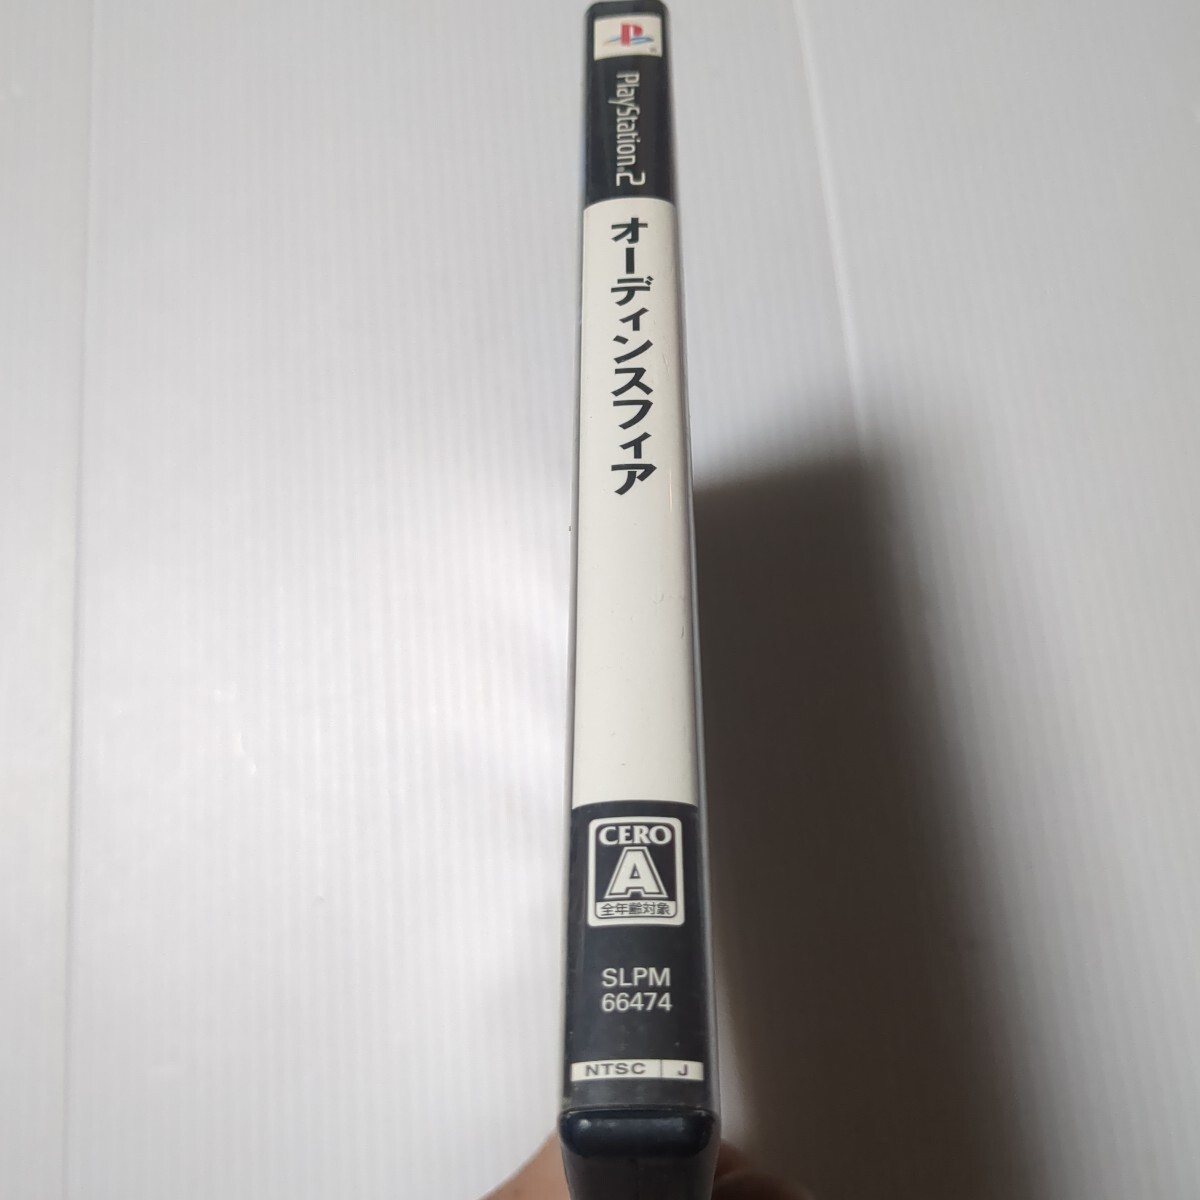 PlayStation.2
オーディンスフィア
CERO
A
全年齢対象
SLPM
66474
NTSC J